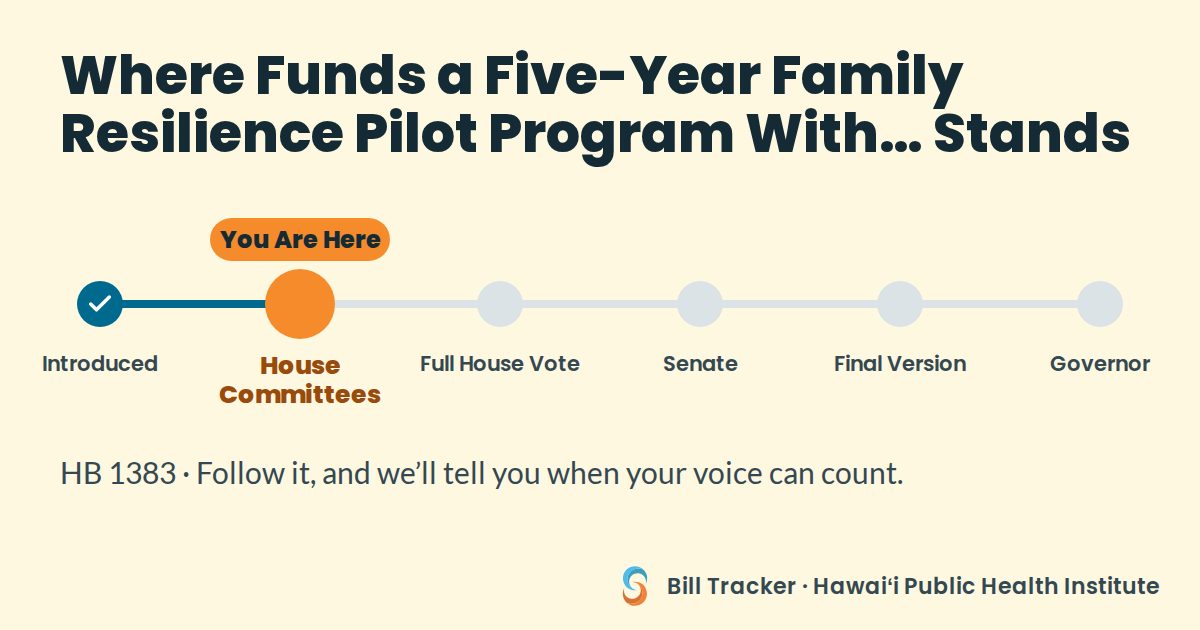 Where Funds a Five-Year Family
Resilience Pilot Program With... Stands
You Are Here
Introduced
House
Committees
Full House Vote
Senate
Final Version
Governor
HB 1383 · Follow it, and we’ll tell you when your voice can count.
Bill Tracker · Hawaiʻi Public Health Institute